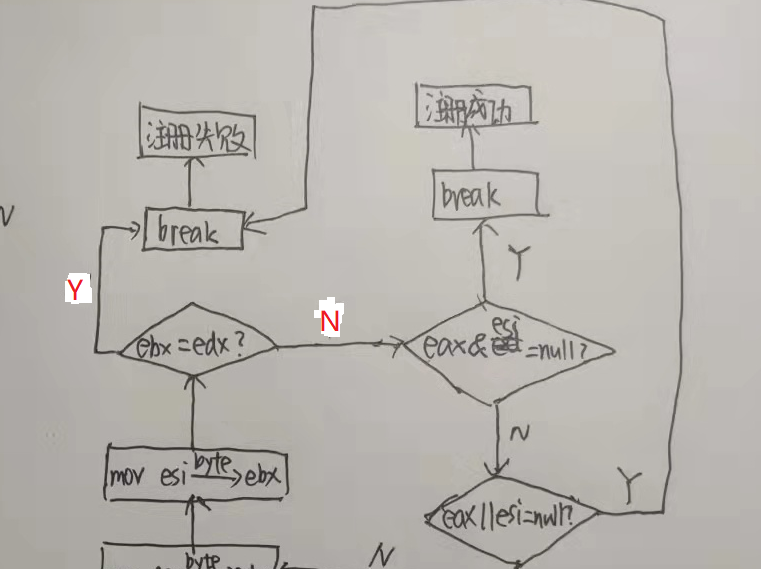 注册失败
注册成功
N
break
break
Y
Y
N
ebx=edx?
eax&esi=null?
N
mov esi byte ebx
eax||esi=null?
Y
byte
N